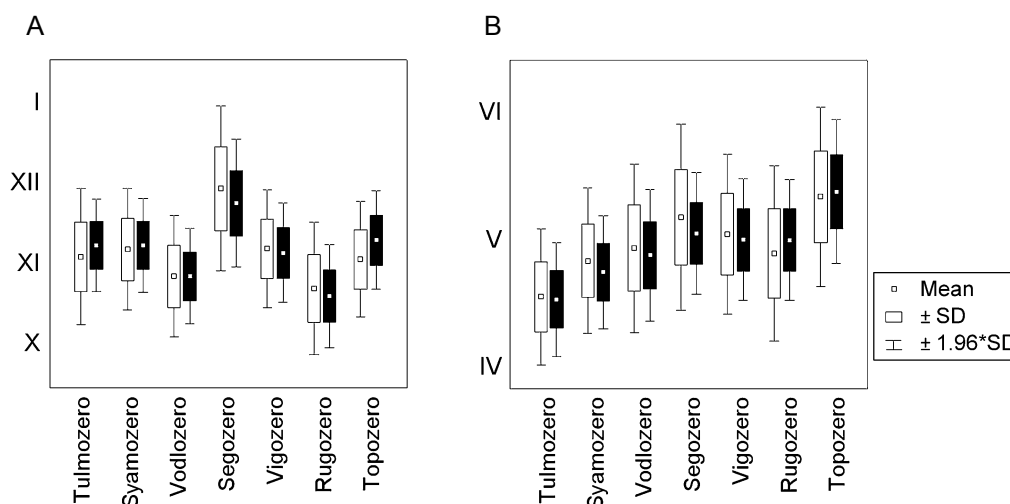 A
B
I
XII
XI
X
Tulmozero
Syamozero
Vodlozero
Segozero
Vigozero
Rugozero
Topozero
VI
V
IV
Tulmozero
Syamozero
Vodlozero
Segozero
Vigozero
Rugozero
Topozero
Mean
± SD
± 1.96*SD